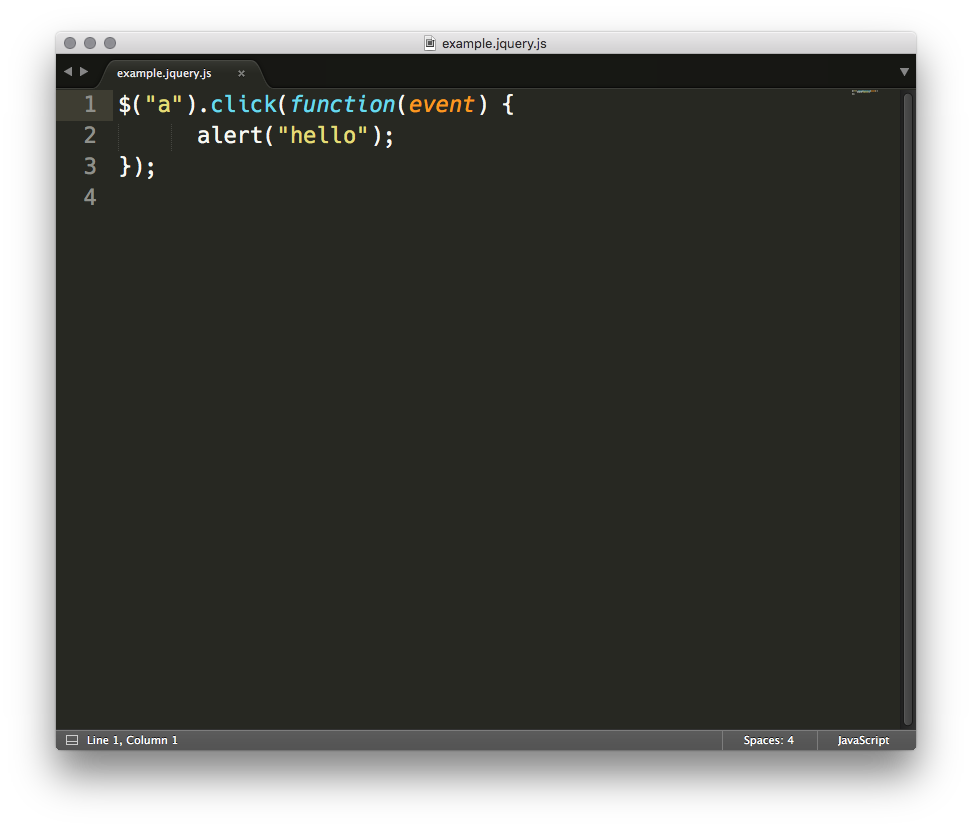 example.jquery.js
example.jquery.js ×
1 $("a").click(function(event) {
2       alert("hello");
3 });
4
Line 1, Column 1 Spaces: 4 JavaScript